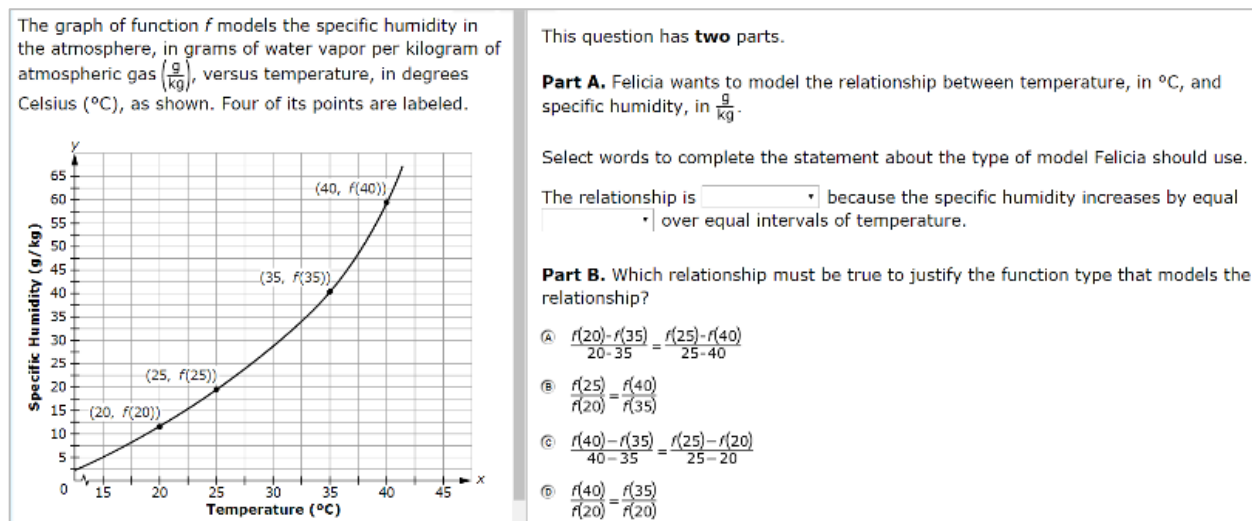 The graph of function f models the specific humidity in
the atmosphere, in grams of water vapor per kilogram of
atmospheric gas (g/kg), versus temperature, in degrees
Celsius (ºC), as shown. Four of its points are labeled.
y
65
60
55
50
45
40
35
30
25
20
15
10
5
0
(40, f(40))
(35, f(35))
(25, f(25))
(20, f(20))
Specific Humidity (g/kg)
15 20 25 30 35 40 45
x
Temperature (ºC)
This question has two parts.
Part A. Felicia wants to model the relationship between temperature, in ºC, and
specific humidity, in g/kg.
Select words to complete the statement about the type of model Felicia should use.
The relationship is because the specific humidity increases by equal
over equal intervals of temperature.
Part B. Which relationship must be true to justify the function type that models the
relationship?
A f(20)-f(35)/20-35 = f(25)-f(40)/25-40
B f(25)/f(20) = f(40)/f(35)
C f(40)-f(35)/40-35 = f(25)-f(20)/25-20
D f(40)/f(20) = f(35)/f(20)